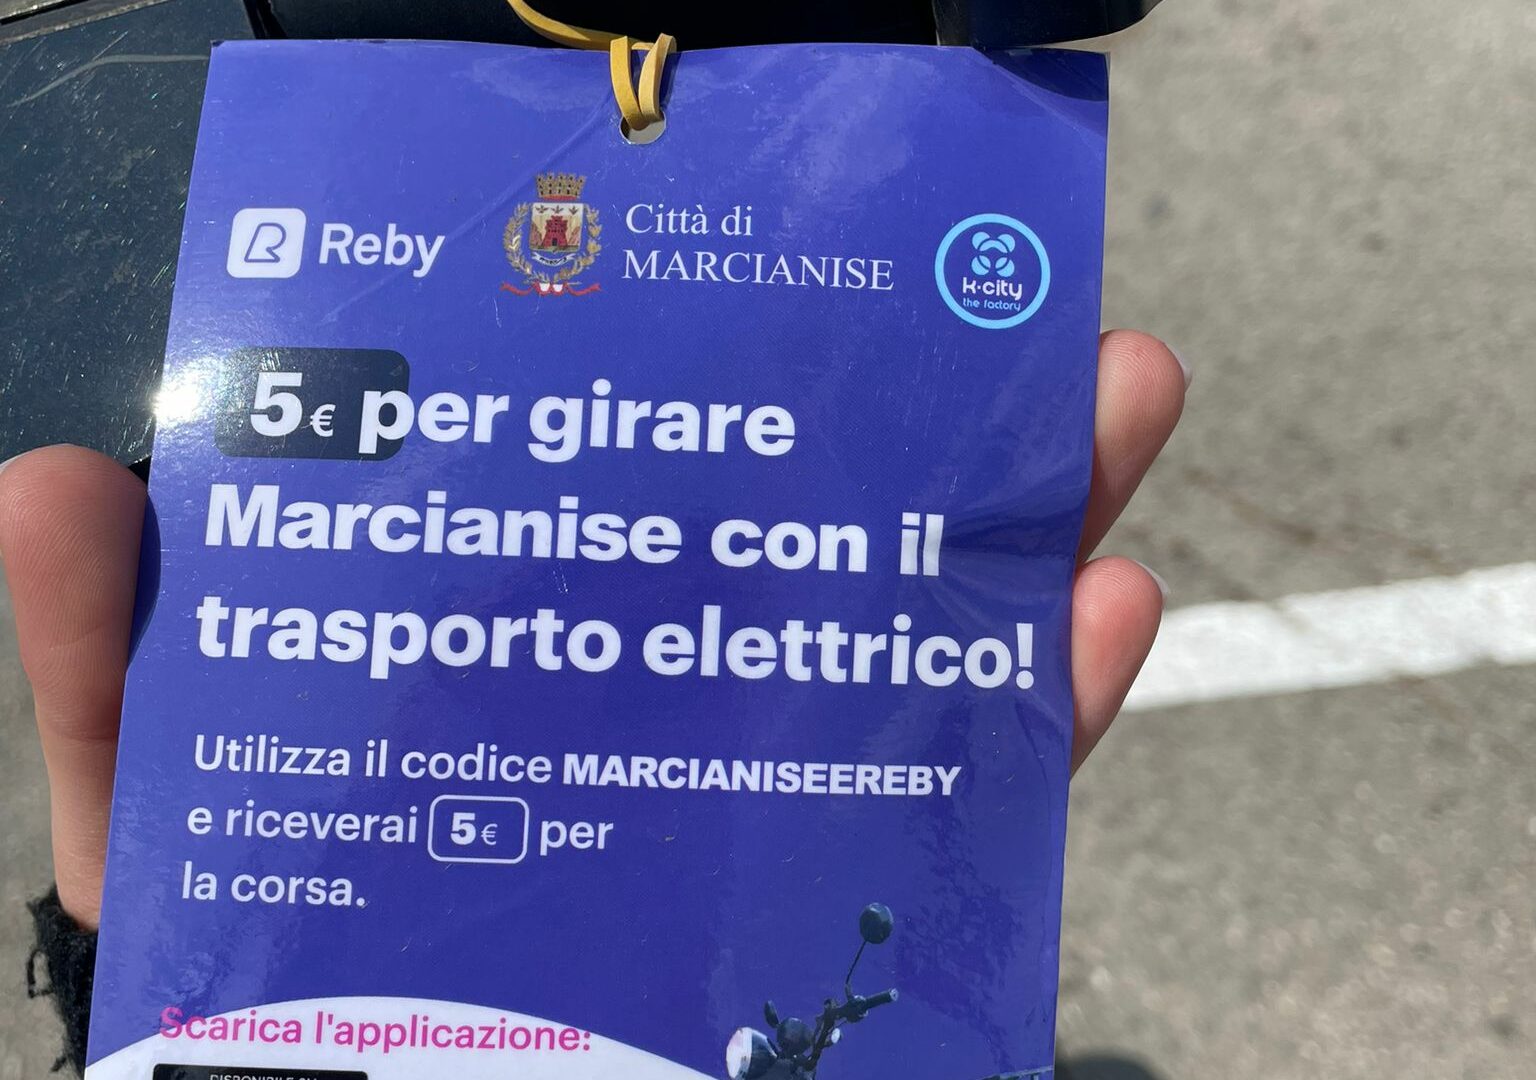 Reby
Città di
MARCIANISE
k·city
the factory
5€ per girare
Marcianise con il
trasporto elettrico!
Utilizza il codice MARCIANISEEREBY
e riceverai 5€ per
la corsa.
Scarica l'applicazione: